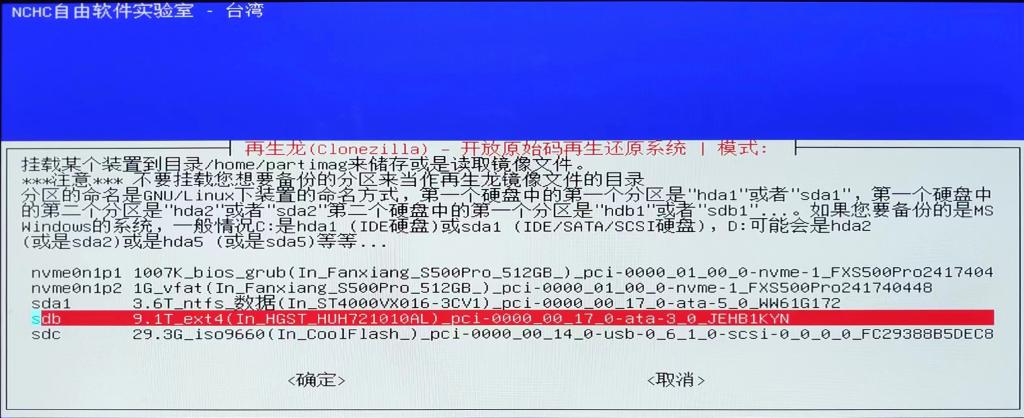 NCHC自由软件实验室 - 台湾
再生龙(Clonezilla) - 开放原始码再生还原系统 | 模式:
挂载某个装置到目录/home/partimag来储存或是读取镜像文件。
***注意*** 不要挂载您想要备份的分区来当作再生龙镜像文件的目录
分区的命名是GNU/Linux下装置的命名方式，第一个硬盘中的第一个分区是"hda1"或者"sda1"，第一个硬盘中
的第二个分区是"hda2"或者"sda2"第二个硬盘中的第一个分区是"hdb1"或者"sdb1"...。如果您要备份的是MS
Windows的系统，一般情况C:是hda1 (IDE硬盘)或sda1 (IDE/SATA/SCSI硬盘)，D:可能会是hda2
(或是sda2)或是hda5 (或是sda5)等等...
nvme0n1p1 1007K_bios_grub(In_Fanxiang_S500Pro_512GB_)_pci-0000_01_00_0-nvme-1_FXS500Pro2417404
nvme0n1p2 1G_vfat(In_Fanxiang_S500Pro_512GB_)_pci-0000_01_00_0-nvme-1_FXS500Pro241740448
sda1 3.6T_ntfs_数据(In_ST4000VX016-3CV1)_pci-0000_00_17_0-ata-5_0_WW61G172
sdb 9.1T_ext4(In_HGST_HUH721010AL)_pci-0000_00_17_0-ata-3_0_JEHB1KYN
sdc 29.3G_iso9660(In_CoolFlash_)_pci-0000_00_14_0-usb-0_6_1_0-scsi-0_0_0_0_FC29388B5DEC8
<确定> <取消>